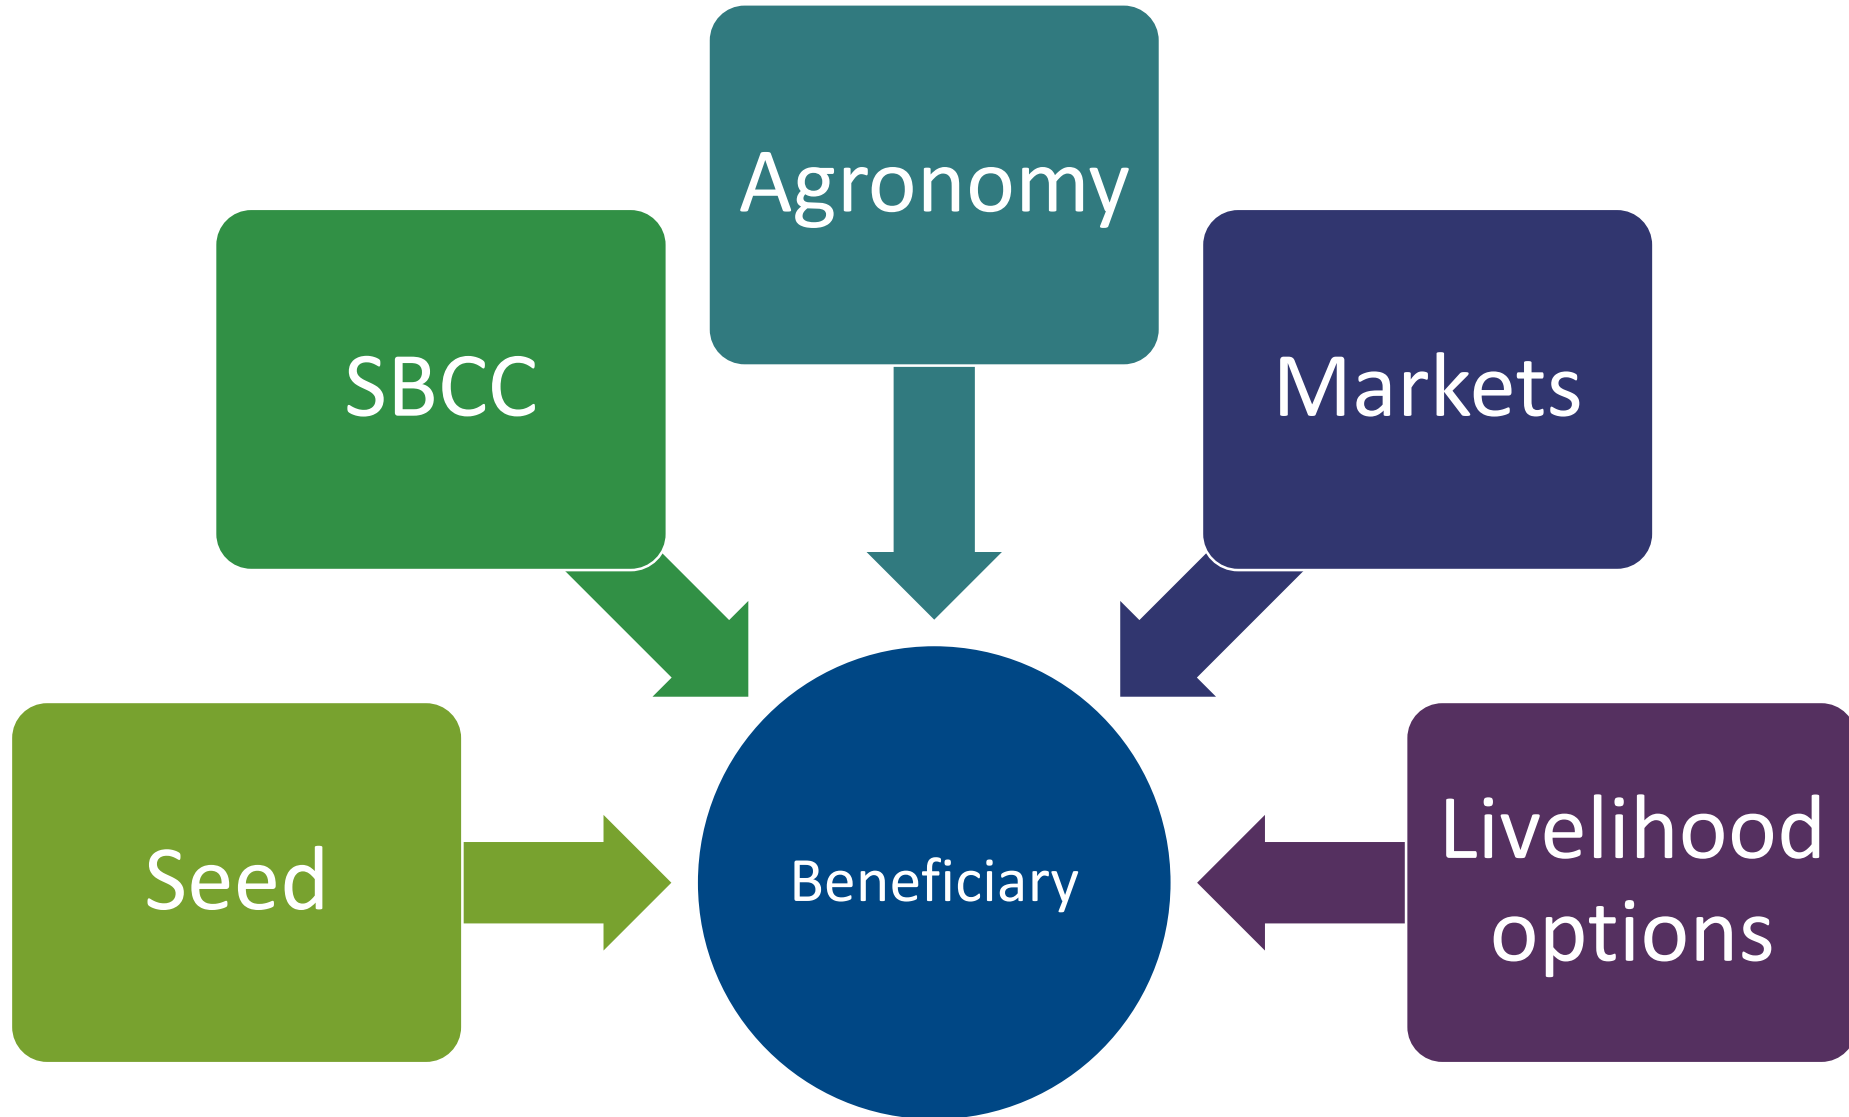 Agronomy
SBCC
Markets
Seed
Beneficiary
Livelihood
options